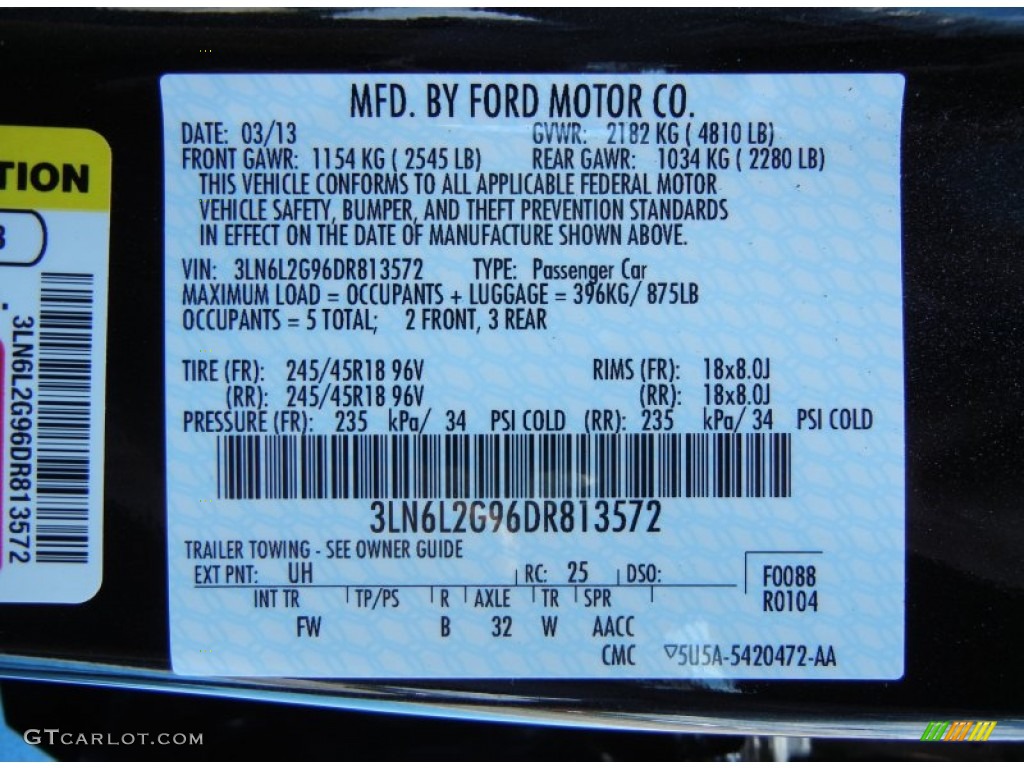 MFD. BY FORD MOTOR CO.
DATE: 03/13 GVWR: 2182 KG ( 4810 LB)
FRONT GAWR: 1154 KG ( 2545 LB) REAR GAWR: 1034 KG ( 2280 LB)
THIS VEHICLE CONFORMS TO ALL APPLICABLE FEDERAL MOTOR
VEHICLE SAFETY, BUMPER, AND THEFT PREVENTION STANDARDS
IN EFFECT ON THE DATE OF MANUFACTURE SHOWN ABOVE.
VIN: 3LN6L2G96DR813572 TYPE: Passenger Car
MAXIMUM LOAD = OCCUPANTS + LUGGAGE = 396KG/ 875LB
OCCUPANTS = 5 TOTAL; 2 FRONT, 3 REAR
TIRE (FR): 245/45R18 96V RIMS (FR): 18x8.0J
(RR): 245/45R18 96V (RR): 18x8.0J
PRESSURE (FR): 235 kPa/ 34 PSI COLD (RR): 235 kPa/ 34 PSI COLD
3LN6L2G96DR813572
TRAILER TOWING - SEE OWNER GUIDE
EXT PNT: UH RC: 25 DSO: F0088
INT TR TP/PS R AXLE TR SPR R0104
FW B 32 W AACC
CMC ▽5U5A-5420472-AA
TION
3LN6L2G96DR813572
GTCARLOT.COM